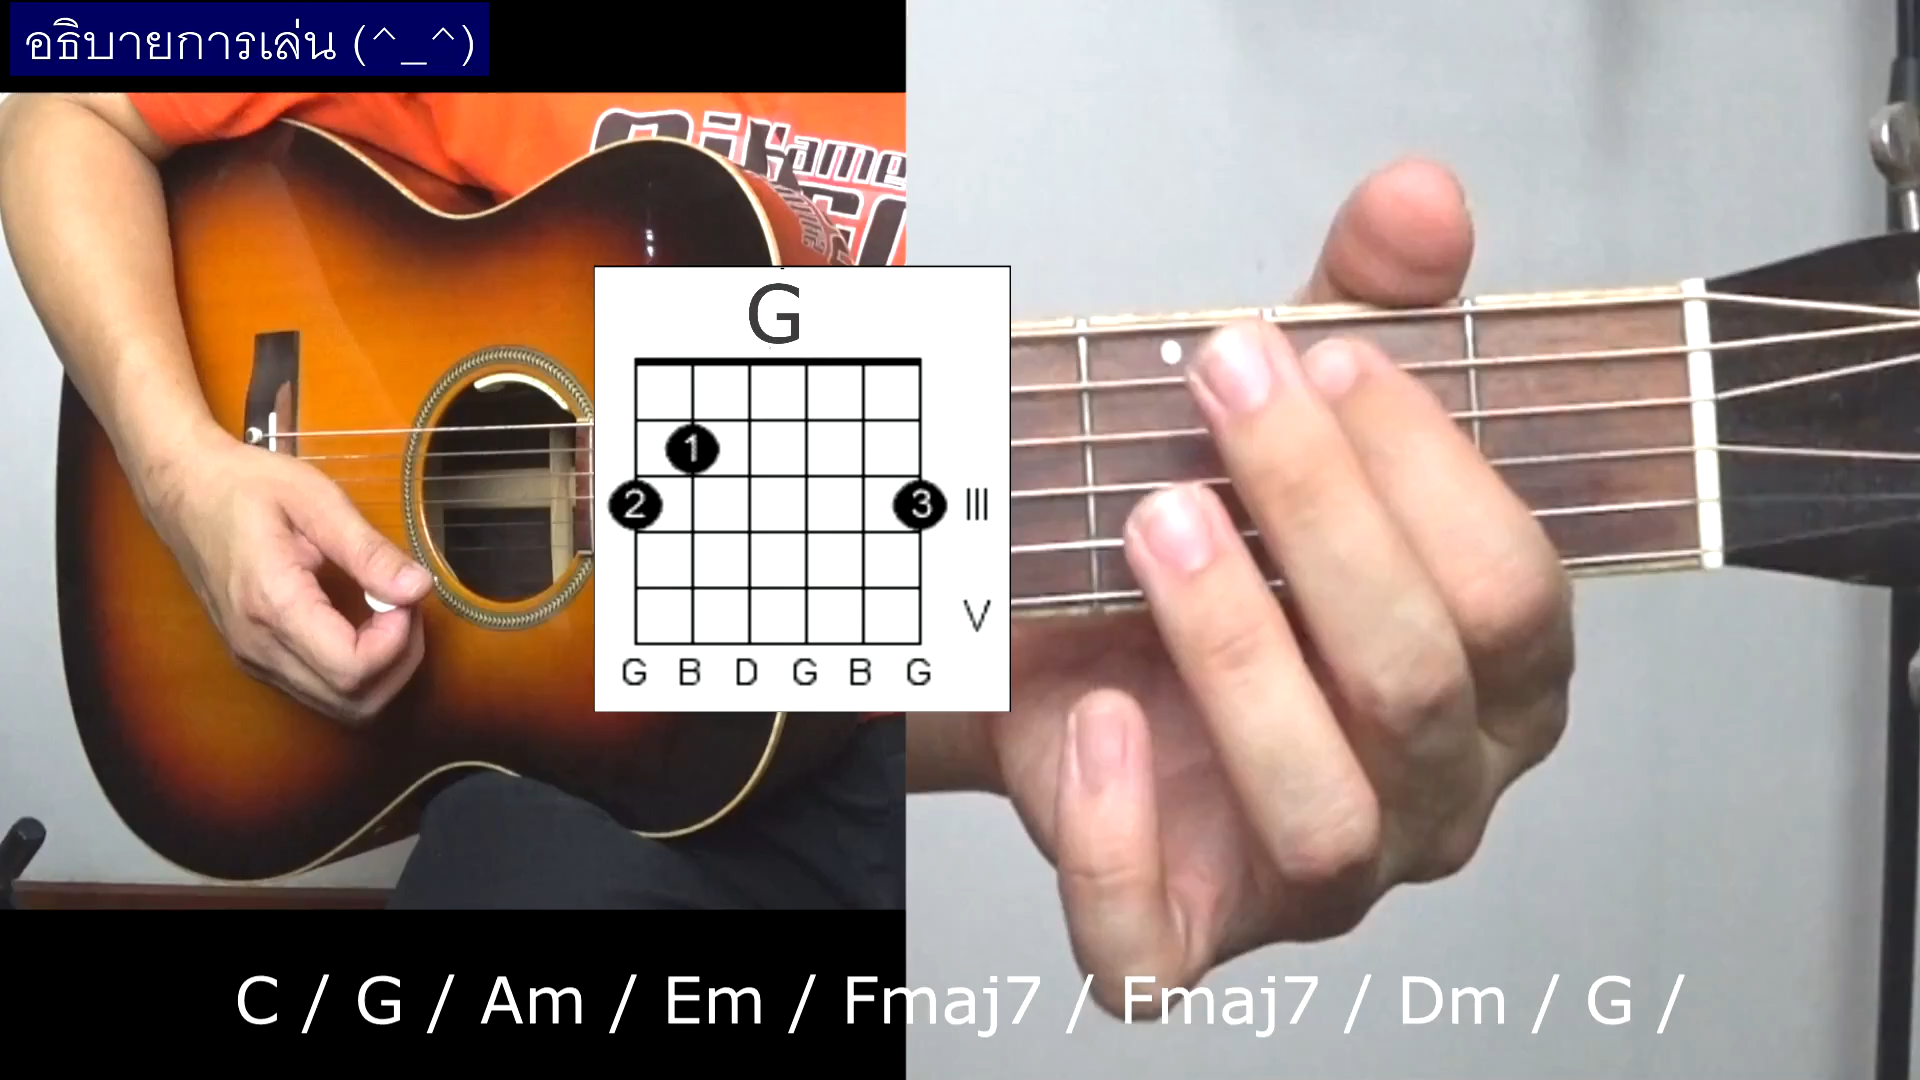 อธิบายการเล่น (^_^)
G
1
2 3 III
V
G B D G B G
C / G / Am / Em / Fmaj7 / Fmaj7 / Dm / G /